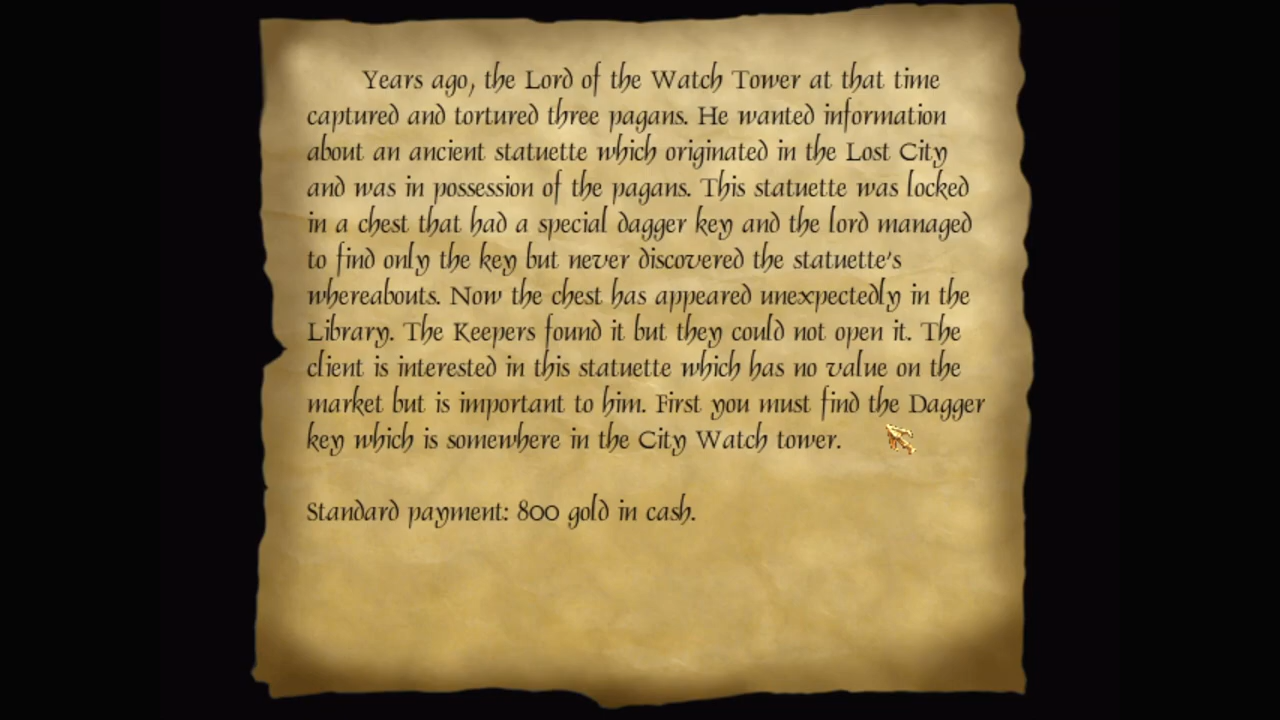 Years ago, the Lord of the Watch Tower at that time
captured and tortured three pagans. He wanted information
about an ancient statuette which originated in the Lost City
and was in possession of the pagans. This statuette was locked
in a chest that had a special dagger key and the lord managed
to find only the key but never discovered the statuette's
whereabouts. Now the chest has appeared unexpectedly in the
Library. The Keepers found it but they could not open it. The
client is interested in this statuette which has no value on the
market but is important to him. First you must find the Dagger
key which is somewhere in the City Watch tower.
Standard payment: 800 gold in cash.